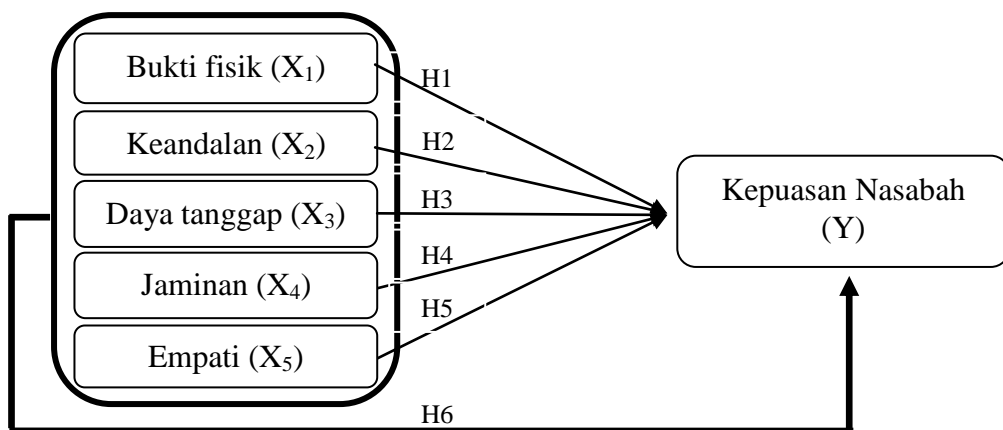 Bukti fisik (X₁)
H1
Keandalan (X₂)
H2
Daya tanggap (X₃)
H3
Jaminan (X₄)
H4
Empati (X₅)
H5
Kepuasan Nasabah
(Y)
H6